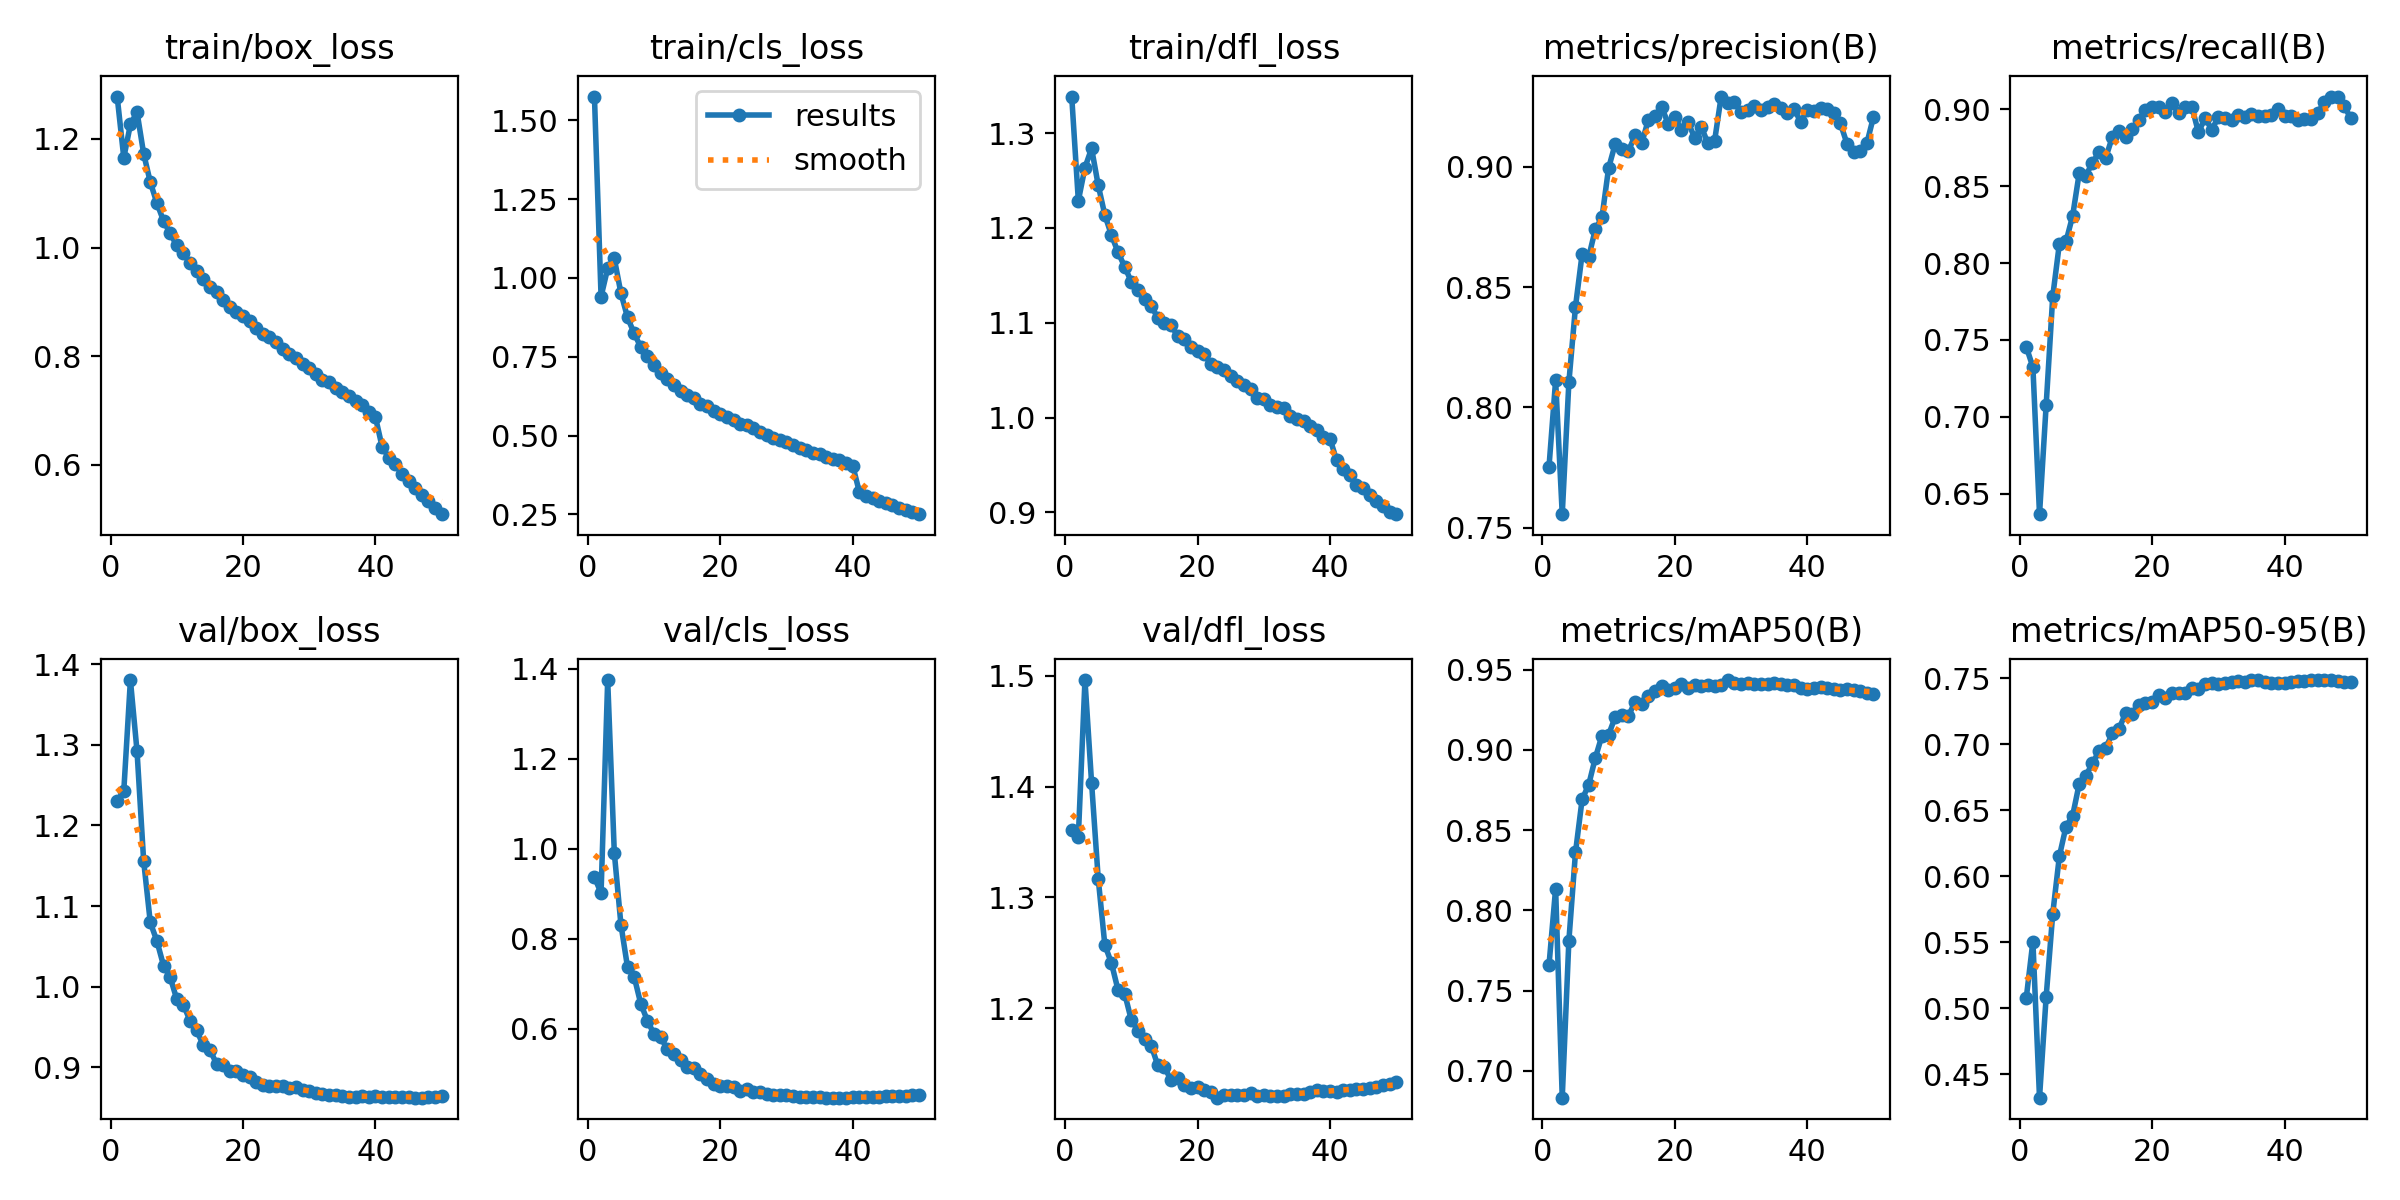 train/box_loss
1.2
1.0
0.8
0.6
0 20 40
train/cls_loss
results
smooth
1.50
1.25
1.00
0.75
0.50
0.25
0 20 40
train/dfl_loss
1.3
1.2
1.1
1.0
0.9
0 20 40
metrics/precision(B)
0.90
0.85
0.80
0.75
0 20 40
metrics/recall(B)
0.90
0.85
0.80
0.75
0.70
0.65
0 20 40
val/box_loss
1.4
1.3
1.2
1.1
1.0
0.9
0 20 40
val/cls_loss
1.4
1.2
1.0
0.8
0.6
0 20 40
val/dfl_loss
1.5
1.4
1.3
1.2
0 20 40
metrics/mAP50(B)
0.95
0.90
0.85
0.80
0.75
0.70
0 20 40
metrics/mAP50-95(B)
0.75
0.70
0.65
0.60
0.55
0.50
0.45
0 20 40